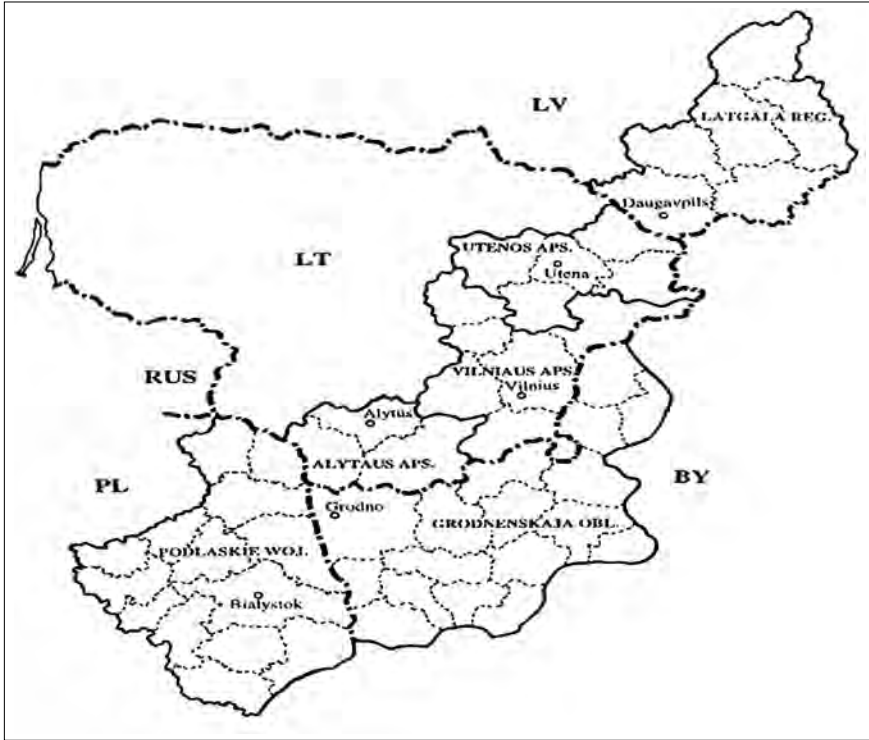 LV
LATGALA REG.
Daugavpils
UTENOS APS.
LT
Utena
RUS
VILNIAUS APS.
Vilnius
Alytus
ALYTAUS APS.
PL
BY
Grodno
GRODNENSKAJA OBL.
PODLASKIE WOJ.
Bialystok